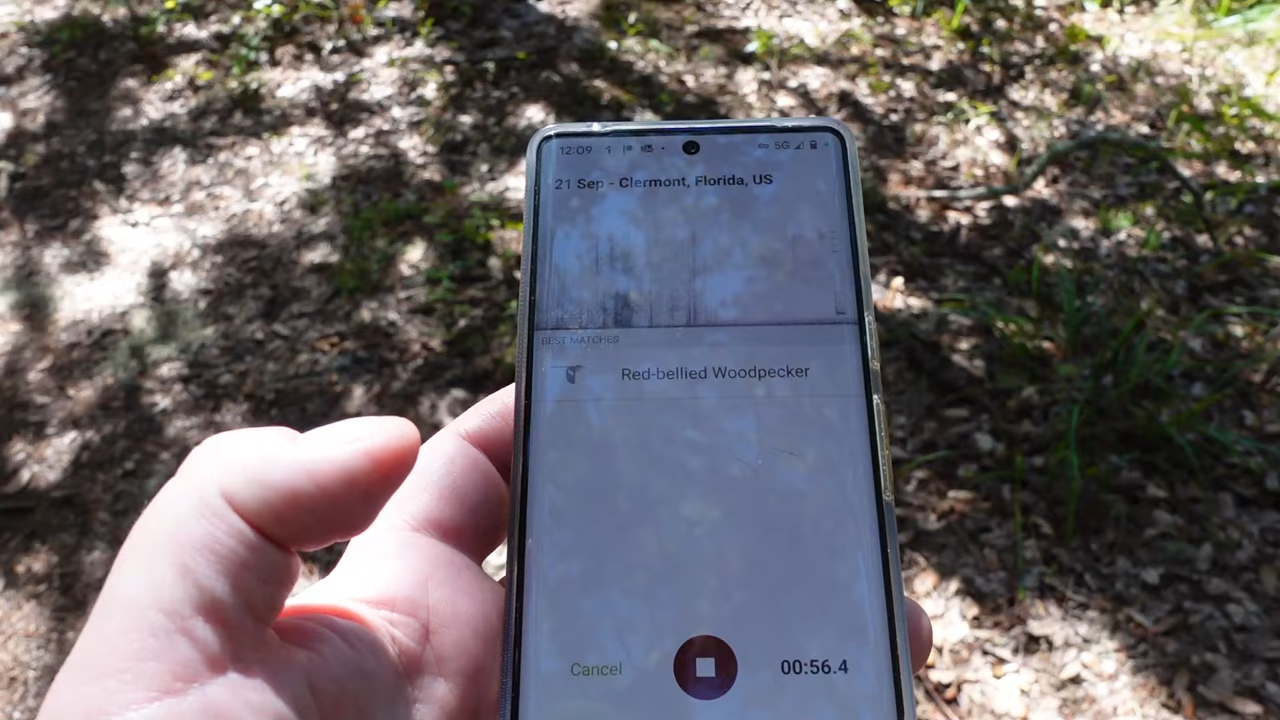 12:09 5G
21 Sep - Clermont, Florida, US
BEST MATCHES
Red-bellied Woodpecker
Cancel 00:56.4